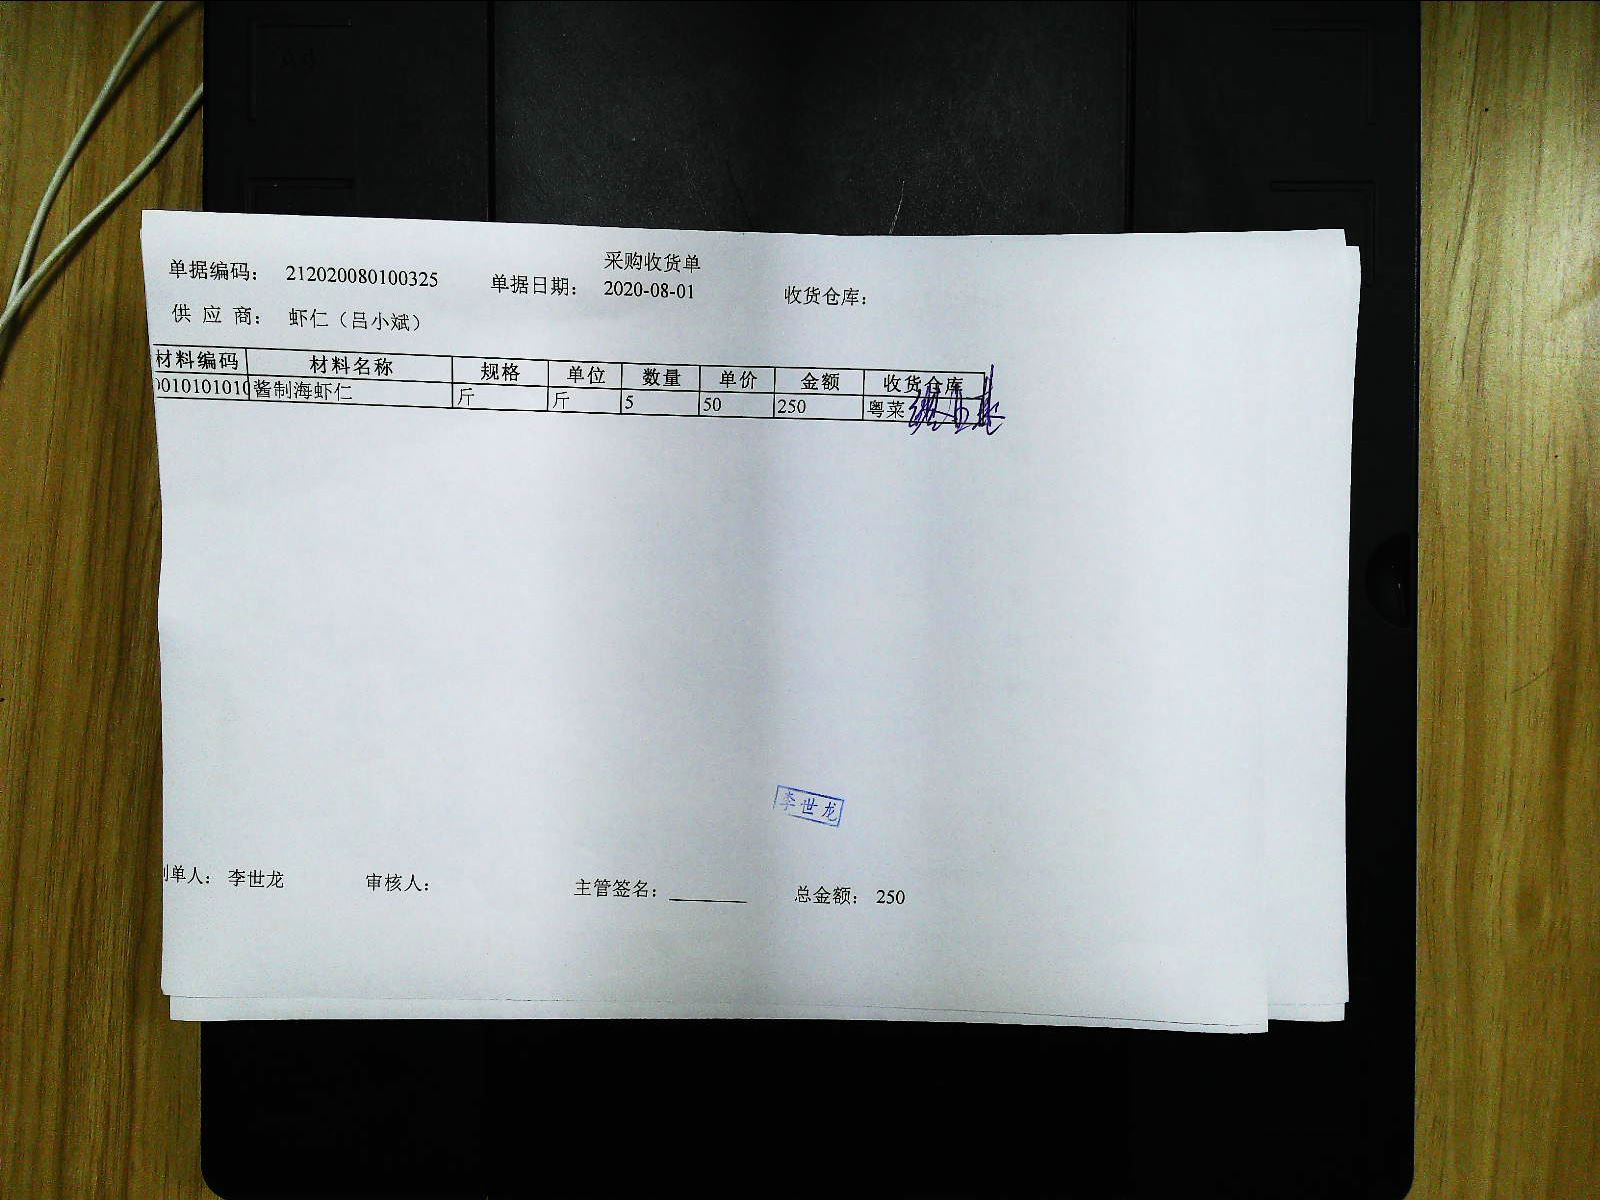 采购收货单
单据编码： 212020080100325 单据日期： 2020-08-01 收货仓库：
供 应 商： 虾仁（吕小斌）
材料编码 材料名称 规格 单位 数量 单价 金额 收货仓库
0010101010 酱制海虾仁 斤 斤 5 50 250 粤菜
李世龙
制单人： 李世龙 审核人： 主管签名： 总金额： 250